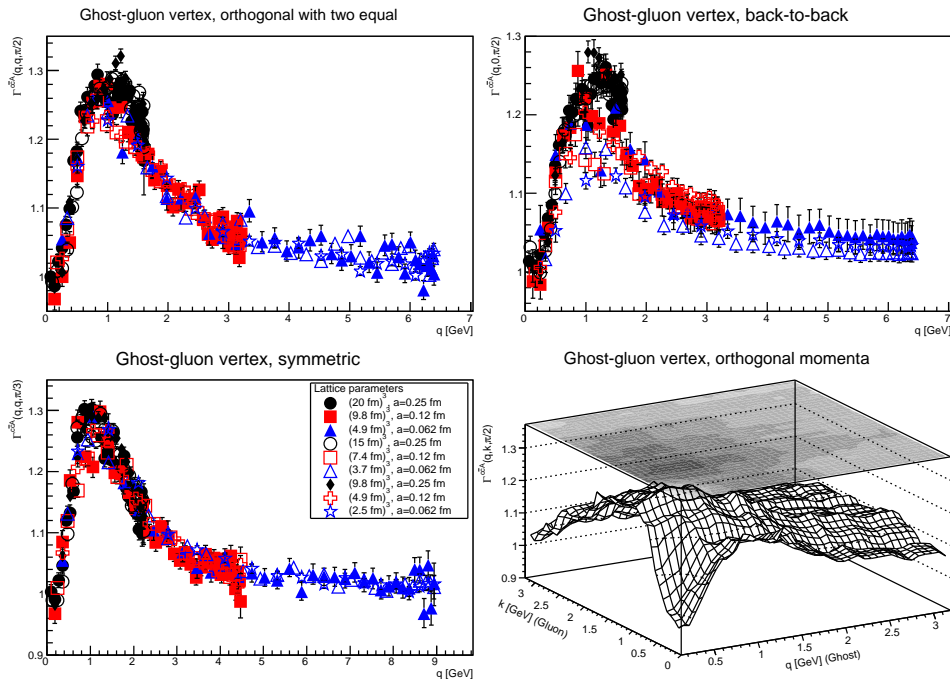 Ghost-gluon vertex, orthogonal with two equal
Γ^cc̄A(q,q,π/2)
1.3
1.2
1.1
1
0 1 2 3 4 5 6 7
q [GeV]
Ghost-gluon vertex, back-to-back
Γ^cc̄A(q,0,π/2)
1.3
1.2
1.1
1
0 1 2 3 4 5 6 7
q [GeV]
Ghost-gluon vertex, symmetric
Γ^cc̄A(q,q,π/3)
1.3
1.2
1.1
1
0.9
0 1 2 3 4 5 6 7 8 9
q [GeV]
Lattice parameters
(20 fm)^3, a=0.25 fm
(9.8 fm)^3, a=0.12 fm
(4.9 fm)^3, a=0.062 fm
(15 fm)^3, a=0.25 fm
(7.4 fm)^3, a=0.12 fm
(3.7 fm)^3, a=0.062 fm
(9.8 fm)^3, a=0.25 fm
(4.9 fm)^3, a=0.12 fm
(2.5 fm)^3, a=0.062 fm
Ghost-gluon vertex, orthogonal momenta
Γ^cc̄A(q,k,π/2)
1.3
1.2
1.1
1
0.9
3
2.5
2
1.5
1
0.5
0
k [GeV] (Gluon)
0.5 1 1.5 2 2.5 3
q [GeV] (Ghost)